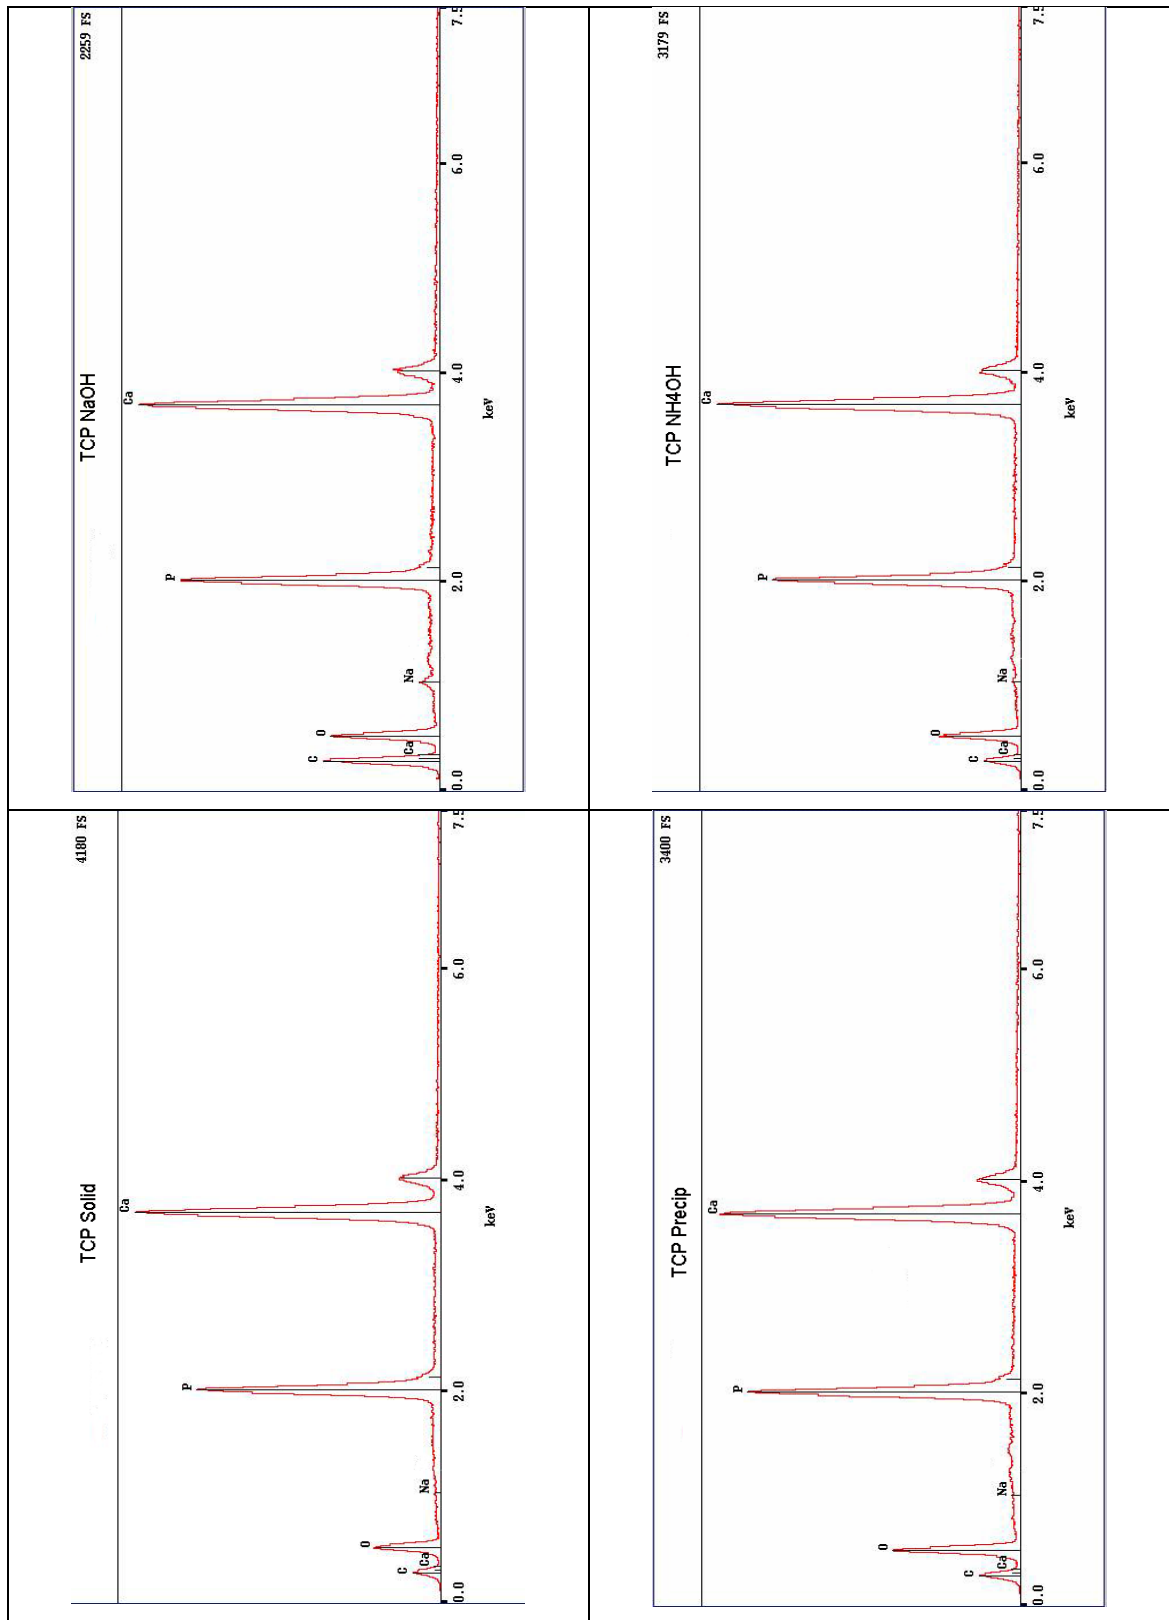 TCP NaOH
2259 FS
C
Ca
O
Na
P
Ca
0.0
2.0
4.0
6.0
7.5
keV
TCP NH4OH
3179 FS
C
Ca
O
Na
P
Ca
0.0
2.0
4.0
6.0
7.5
keV
TCP Solid
4180 FS
C
Ca
O
Na
P
Ca
0.0
2.0
4.0
6.0
7.5
keV
TCP Precip
3400 FS
C
Ca
O
Na
P
Ca
0.0
2.0
4.0
6.0
7.5
keV